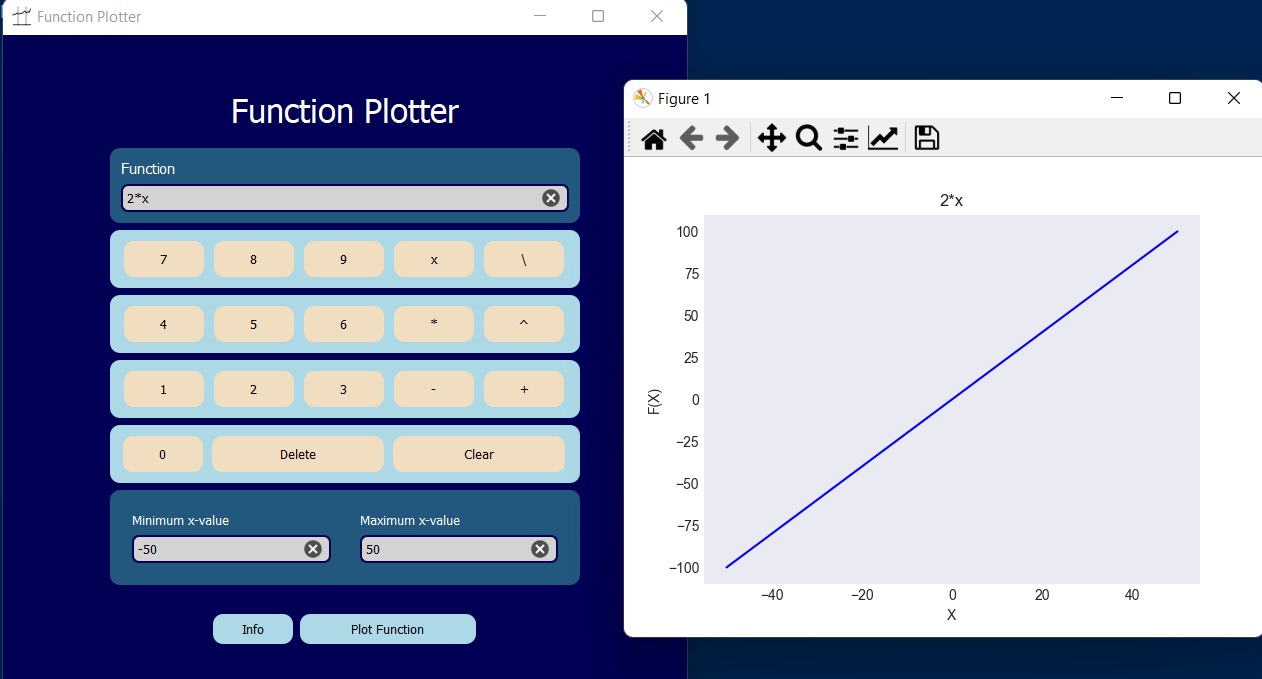 Function Plotter
Function Plotter
Function
2*x
7 8 9 x \
4 5 6 * ^
1 2 3 - +
0 Delete Clear
Minimum x-value Maximum x-value
-50 50
Info Plot Function
Figure 1
2*x
100
75
50
25
0
−25
−50
−75
−100
F(X)
−40 −20 0 20 40
X